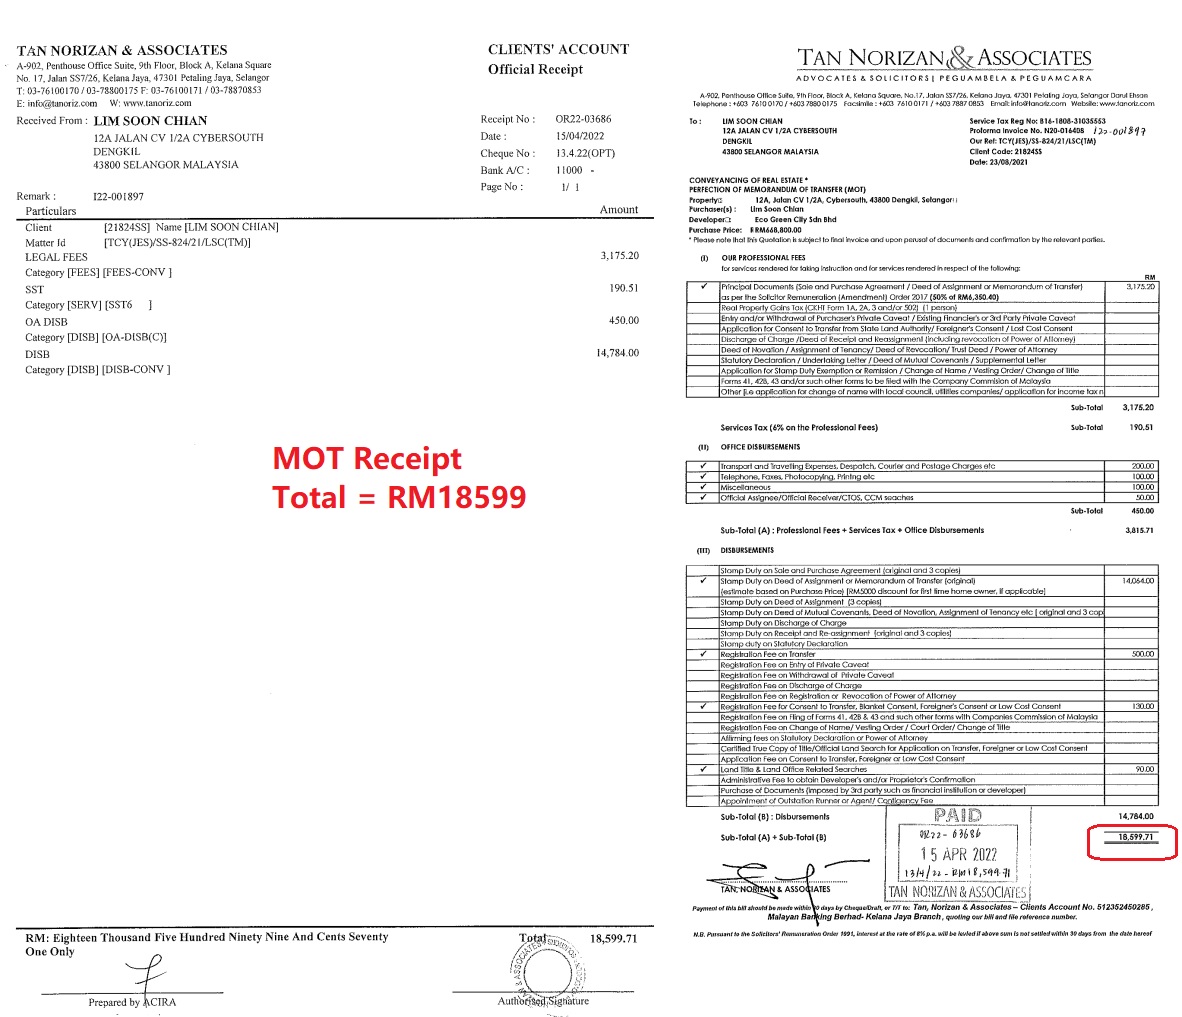 TAN NORIZAN & ASSOCIATES
A-902, Penthouse Office Suite, 9th Floor, Block A, Kelana Square
No. 17, Jalan SS7/26, Kelana Jaya, 47301 Petaling Jaya, Selangor
T: 03-76100170 / 03-78800175 F: 03-76100171 / 03-78870853
E: info@tanoriz.com W: www.tanoriz.com
CLIENTS' ACCOUNT
Official Receipt
Received From : LIM SOON CHIAN
12A JALAN CV 1/2A CYBERSOUTH
DENGKIL
43800 SELANGOR MALAYSIA
Receipt No : OR22-03686
Date : 15/04/2022
Cheque No : 13.4.22(OPT)
Bank A/C : 11000 -
Page No : 1/ 1
Remark : I22-001897
Particulars Amount
Client [21824SS] Name [LIM SOON CHIAN]
Matter Id [TCY(JES)/SS-824/21/LSC(TM)]
LEGAL FEES 3,175.20
Category [FEES] [FEES-CONV ]
SST 190.51
Category [SERV] [SST6 ]
OA DISB 450.00
Category [DISB] [OA-DISB(C)]
DISB 14,784.00
Category [DISB] [DISB-CONV ]
MOT Receipt
Total = RM18599
RM: Eighteen Thousand Five Hundred Ninety Nine And Cents Seventy
One Only
Total 18,599.71
Prepared by ACIRA
Authorised Signature
TAN NORIZAN & ASSOCIATES
ADVOCATES & SOLICITORS | PEGUAMBELA & PEGUAMCARA
A-902, Penthouse Office Suite, 9th Floor, Block A, Kelana Square, No.17, Jalan SS7/26, Kelana Jaya, 47301 Petaling Jaya, Selangor Darul Ehsan
Telephone : +603 7610 0170 / +603 7880 0175 Facsimile : +603 7610 0171 / +603 7887 0853 Email: info@tanoriz.com Website: www.tanoriz.com
To : LIM SOON CHIAN
12A JALAN CV 1/2A CYBERSOUTH
DENGKIL
43800 SELANGOR MALAYSIA
Service Tax Reg No: B16-1808-31035553
Proforma Invoice No. N20-016408 I22-001897
Our Ref: TCY(JES)/SS-824/21/LSC(TM)
Client Code: 21824SS
Date: 23/08/2021
CONVEYANCING OF REAL ESTATE *
PERFECTION OF MEMORANDUM OF TRANSFER (MOT)
Property: 12A, Jalan CV 1/2A, Cybersouth, 43800 Dengkil, Selangor
Purchaser(s) : Lim Soon Chian
Developer: Eco Green City Sdn Bhd
Purchase Price: RM668,800.00
* Please note that this Quotation is subject to final invoice and upon perusal of documents and confirmation by the relevant parties.
(I) OUR PROFESSIONAL FEES
for services rendered for taking instruction and for services rendered in respect of the following:
RM
✓ Principal Documents (Sale and Purchase Agreement / Deed of Assignment or Memorandum of Transfer) 3,175.20
as per the Solicitor Remuneration (Amendment) Order 2017 (50% of RM6,350.40)
Real Property Gains Tax (CKHT Form 1A, 2A, 3 and/or 502) (1 person)
Entry and/or Withdrawal of Purchaser's Private Caveat / Existing Financier's or 3rd Party Private Caveat
Application for Consent to Transfer from State Land Authority/ Foreigner's Consent / Lost Cost Consent
Discharge of Charge /Deed of Receipt and Reassignment (including revocation of Power of Attorney)
Deed of Novation / Assignment of Tenancy/ Deed of Revocation/ Trust Deed / Power of Attorney
Statutory Declaration / Undertaking Letter / Deed of Mutual Covenants / Supplemental Letter
Application for Stamp Duty Exemption or Remission / Change of Name / Vesting Order/ Change of Title
Forms 41, 42B, 43 and/or such other forms to be filed with the Company Commision of Malaysia
Other [i.e application for change of name with local council, utilities companies/ application for income tax n
Sub-Total 3,175.20
Services Tax (6% on the Professional Fees) Sub-Total 190.51
(II) OFFICE DISBURSEMENTS
✓ Transport and Travelling Expenses, Despatch, Courier and Postage Charges etc 200.00
✓ Telephone, Faxes, Photocopying, Printng etc 100.00
✓ Miscellaneous 100.00
✓ Official Assignee/Official Receiver/CTOS, CCM seaches 50.00
Sub-Total 450.00
Sub-Total (A) : Professional Fees + Services Tax + Office Disbursements 3,815.71
(III) DISBURSEMENTS
Stamp Duty on Sale and Purchase Agreement (original and 3 copies)
✓ Stamp Duty on Deed of Assignment or Memorandum of Transfer (original) 14,064.00
(estimate based on Purchase Price) [RM5000 discount for first time home owner, if applicable]
Stamp Duty on Deed of Assignment (3 copies)
Stamp Duty on Deed of Mutual Covenants, Deed of Novation, Assignment of Tenancy etc [ original and 3 cop
Stamp Duty on Discharge of Charge
Stamp Duty on Receipt and Re-assignment (original and 3 copies)
Stamp duty on Statutory Declaration
✓ Registration Fee on Transfer 500.00
Registration Fee on Entry of Private Caveat
Registration Fee on Withdrawal of Private Caveat
Registration Fee on Discharge of Charge
Registration Fee on Registration or Revocation of Power of Attorney
✓ Registration Fee for Consent to Transfer, Blanket Consent, Foreigner's Consent or Low Cost Consent 130.00
Registration Fee on Filing of Forms 41, 42B & 43 and such other forms with Companies Commission of Malaysia
Registration Fee on Change of Name/ Vesting Order / Court Order/ Change of Title
Affirming fees on Statutory Declaration or Power of Attorney
Certified True Copy of Title/Official Land Search for Application on Transfer, Foreigner or Low Cost Consent
Application Fee on Consent to Transfer, Foreigner or Low Cost Consent
✓ Land Title & Land Office Related Searches 90.00
Administrative Fee to obtain Developer's and/or Proprietor's Confirmation
Purchase of Documents (imposed by 3rd party such as financial institution or developer)
Appointment of Outstation Runner or Agent/ Contigency Fee
Sub-Total (B) : Disbursements 14,784.00
Sub-Total (A) + Sub-Total (B) 18,599.71
PAID
OR22-03686
15 APR 2022
13/4/22 - RM18,599.71
TAN NORIZAN & ASSOCIATES
TAN, NORIZAN & ASSOCIATES
Payment of this bill should be made within 30 days by Cheque/Draft, or T/T to: Tan, Norizan & Associates – Clients Account No. 512352450285 ,
Malayan Banking Berhad- Kelana Jaya Branch , quoting our bill and file reference number.
N.B. Pursuant to the Solicitors' Remuneration Order 1991, interest at the rate of 8% p.a. will be levied if above sum is not settled within 30 days from the date hereof